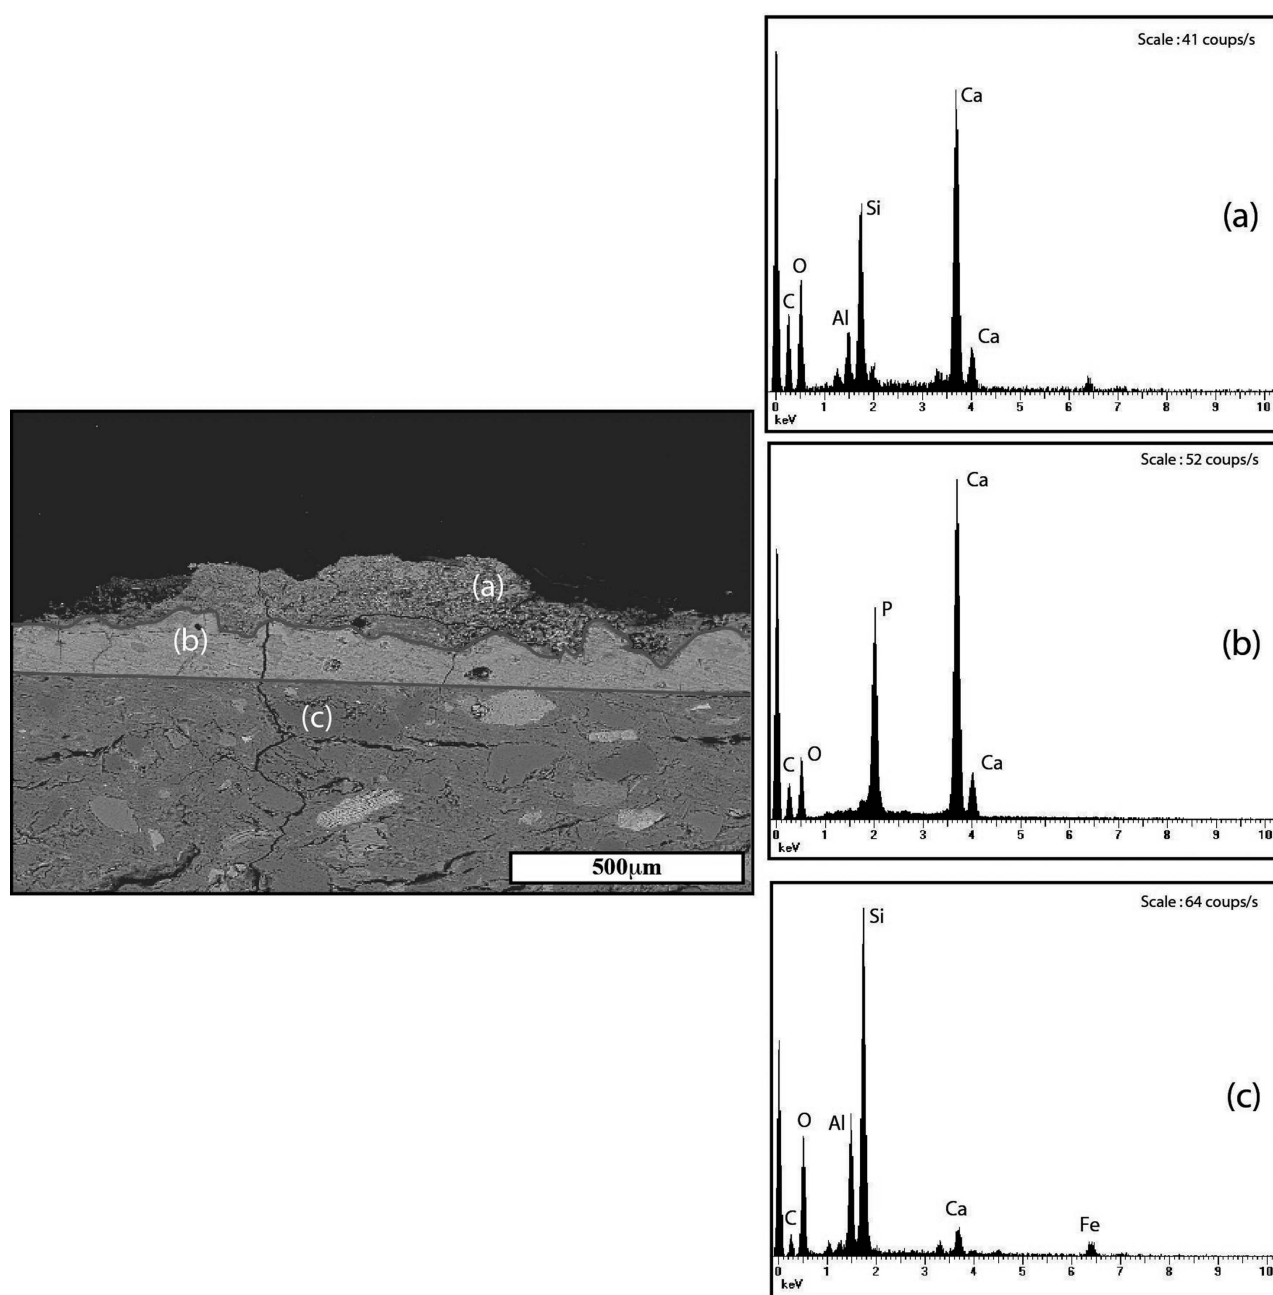 Scale : 41 coups/s
Ca
(a)
Si
O
C
Al
Ca
0 1 2 3 4 5 6 7 8 9 10
keV
Scale : 52 coups/s
Ca
P
(b)
O
C
Ca
0 1 2 3 4 5 6 7 8 9 10
keV
(a)
(b)
(c)
500µm
Scale : 64 coups/s
Si
(c)
O
Al
C
Ca
Fe
0 1 2 3 4 5 6 7 8 9 10
keV